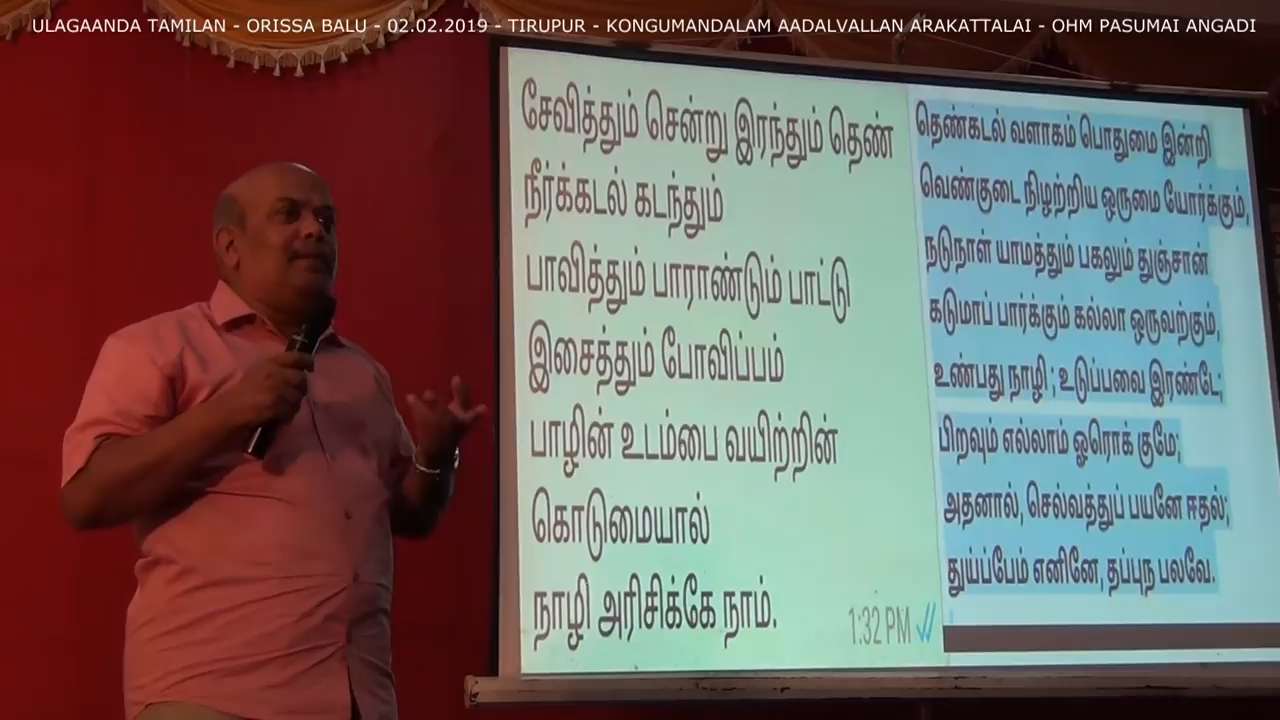 ULAGAANDA TAMILAN - ORISSA BALU - 02.02.2019 - TIRUPUR - KONGUMANDALAM AADALVALLAN ARAKATTALAI - OHM PASUMAI ANGADI
சேவித்தும் சென்று இரந்தும் தெண்
நீர்க்கடல் கடந்தும்
பாவித்தும் பாராண்டும் பாட்டு
இசைத்தும் போவிப்பம்
பாழின் உடம்பை வயிற்றின்
கொடுமையால்
நாழி அரிசிக்கே நாம்.
1:32 PM
தெண்கடல் வளாகம் பொதுமை இன்றி
வெண்குடை நிழற்றிய ஒருமை யோர்க்கும்,
நடுநாள் யாமத்தும் பகலும் துஞ்சான்
கடுமாப் பார்க்கும் கல்லா ஒருவற்கும்,
உண்பது நாழி ; உடுப்பவை இரண்டே;
பிறவும் எல்லாம் ஓரொக் குமே;
அதனால், செல்வத்துப் பயனே ஈதல்;
துய்ப்பேம் எனினே, தப்புந பலவே.